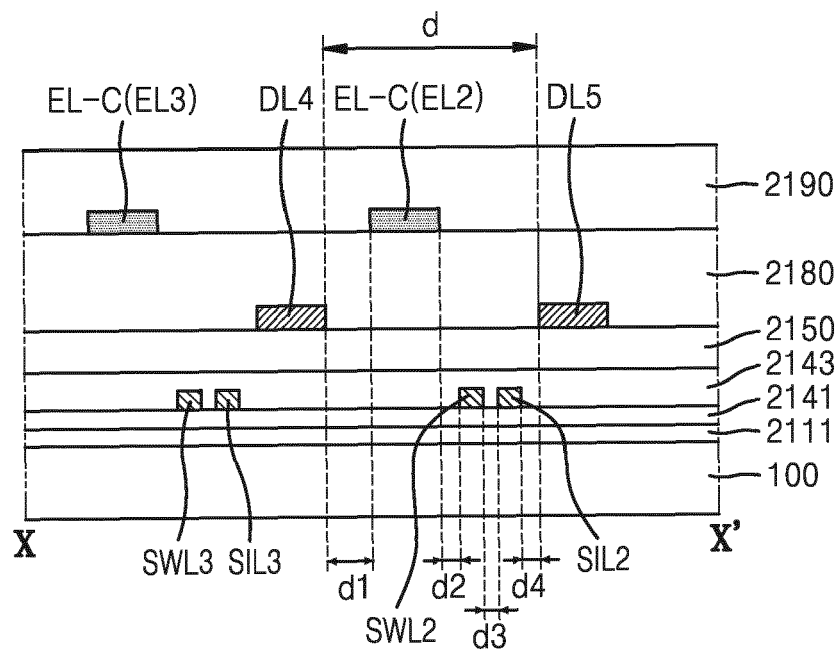 d
EL-C(EL3) DL4 EL-C(EL2) DL5
2190
2180
2150
2143
2141
2111
100
X X'
SWL3 SIL3 d1 d2 d4 SIL2
SWL2 d3